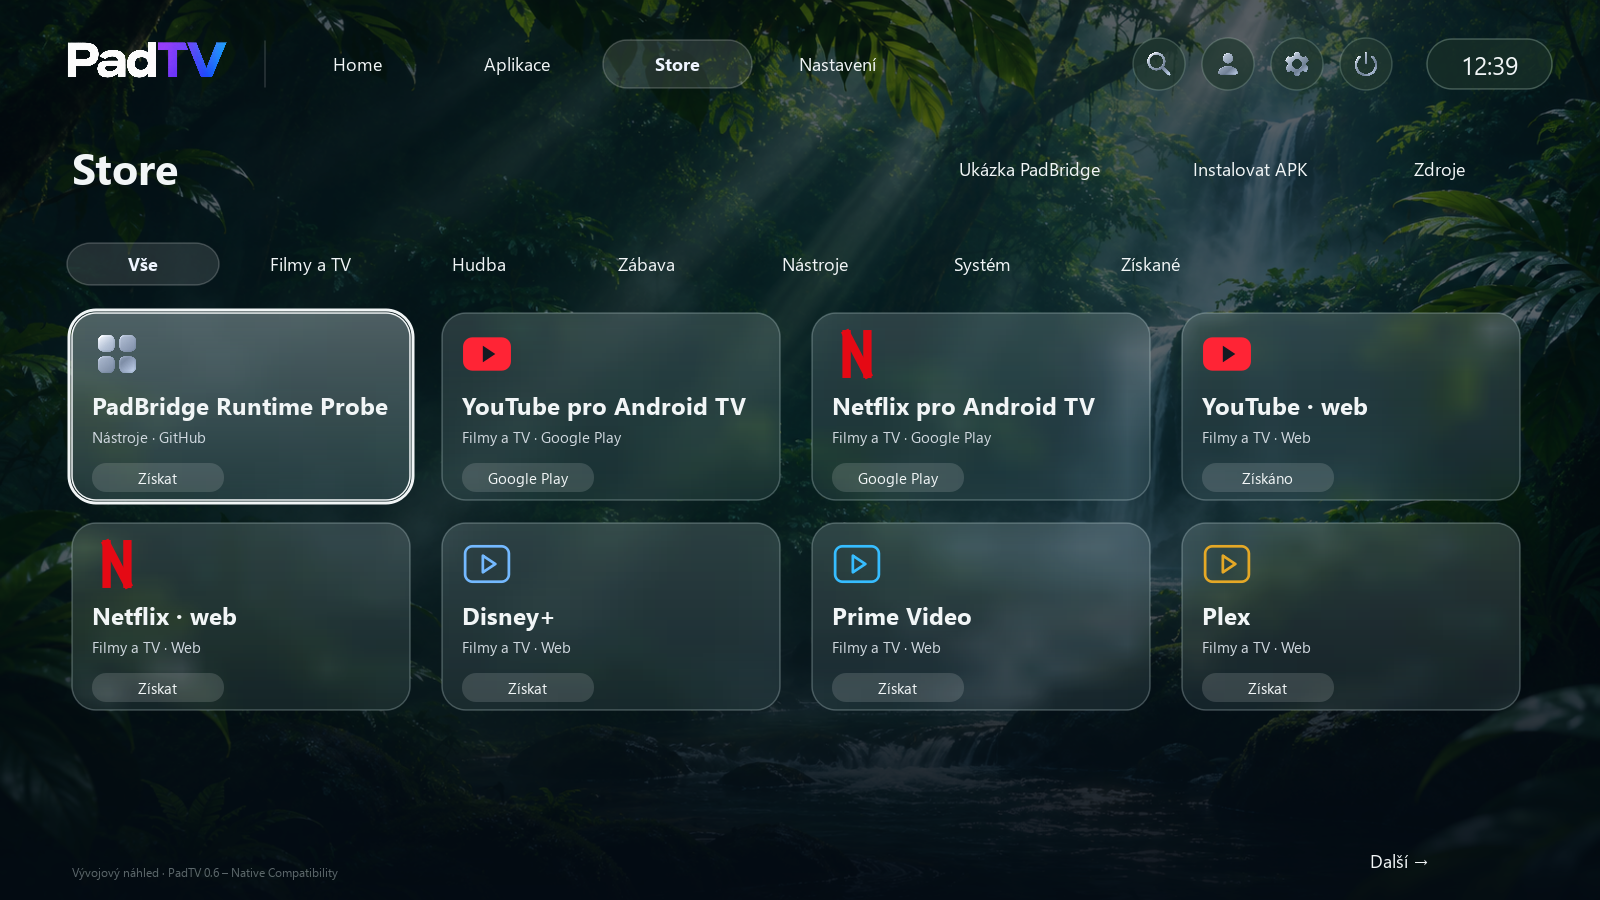 PadTV
Home
Aplikace
Store
Nastavení
12:39
Store
Ukázka PadBridge
Instalovat APK
Zdroje
Vše
Filmy a TV
Hudba
Zábava
Nástroje
Systém
Získané
PadBridge Runtime Probe
Nástroje · GitHub
Získat
YouTube pro Android TV
Filmy a TV · Google Play
Google Play
N
Netflix pro Android TV
Filmy a TV · Google Play
Google Play
YouTube · web
Filmy a TV · Web
Získáno
N
Netflix · web
Filmy a TV · Web
Získat
Disney+
Filmy a TV · Web
Získat
Prime Video
Filmy a TV · Web
Získat
Plex
Filmy a TV · Web
Získat
Další →
Vývojový náhled · PadTV 0.6 – Native Compatibility